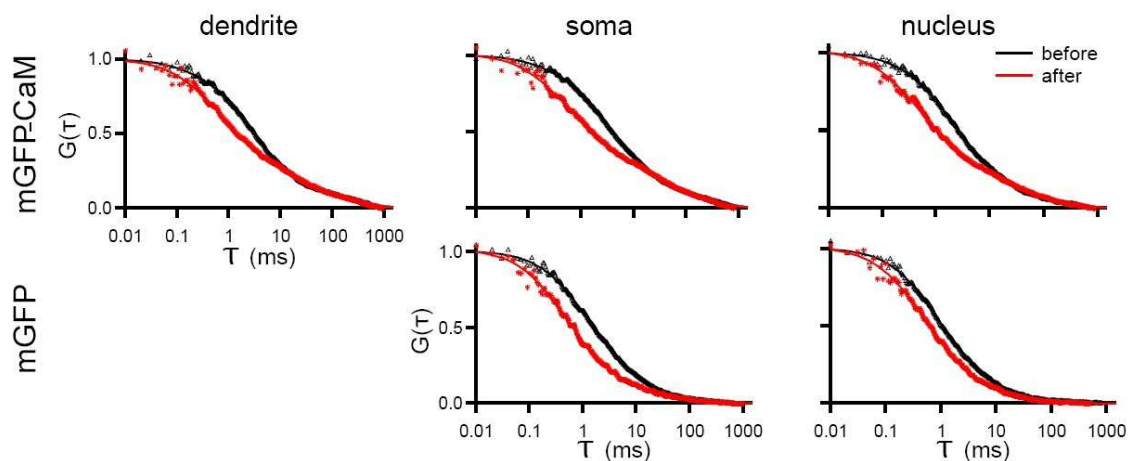 dendrite
soma
nucleus
before
after
mGFP-CaM
G(τ)
1.0
0.5
0.0
0.01 0.1 1 10 100 1000
τ (ms)
mGFP
G(τ)
1.0
0.5
0.0
0.01 0.1 1 10 100 1000
τ (ms)
0.01 0.1 1 10 100 1000
τ (ms)